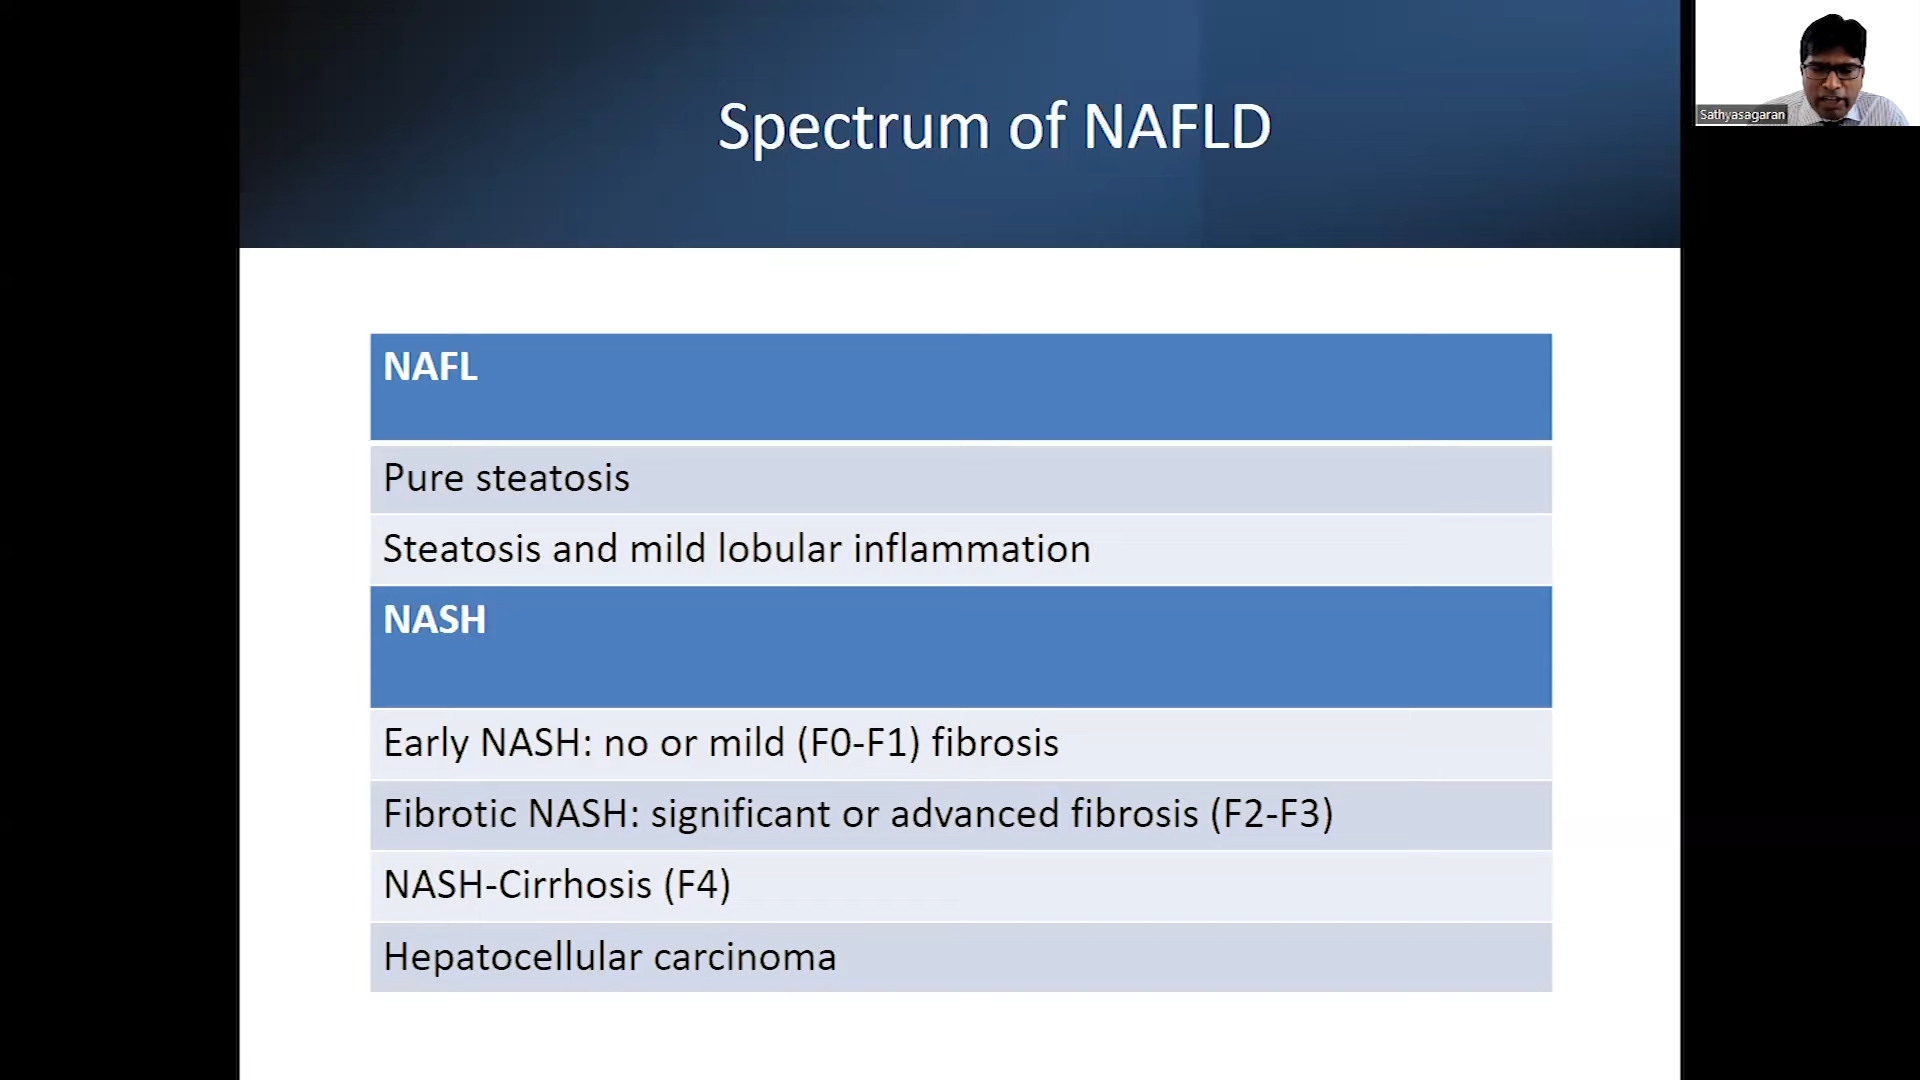 Spectrum of NAFLD
Sathyasagaran
NAFL
Pure steatosis
Steatosis and mild lobular inflammation
NASH
Early NASH: no or mild (F0-F1) fibrosis
Fibrotic NASH: significant or advanced fibrosis (F2-F3)
NASH-Cirrhosis (F4)
Hepatocellular carcinoma